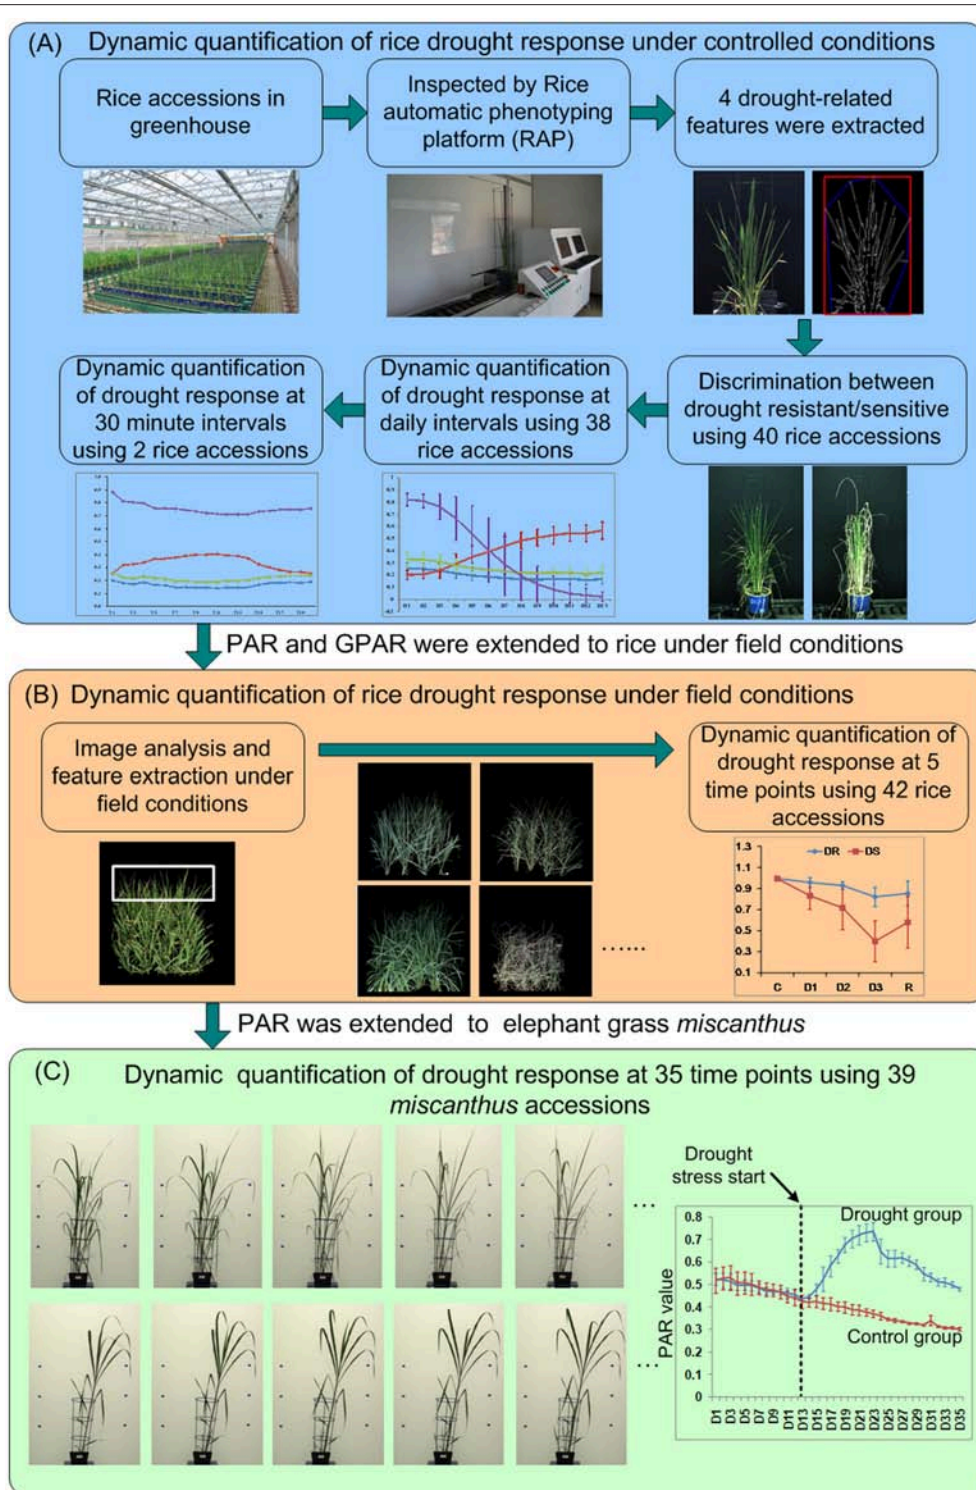 (A) Dynamic quantification of rice drought response under controlled conditions
Rice accessions in
greenhouse
Inspected by Rice
automatic phenotyping
platform (RAP)
4 drought-related
features were extracted
Dynamic quantification
of drought response at
30 minute intervals
using 2 rice accessions
Dynamic quantification
of drought response at
daily intervals using 38
rice accessions
Discrimination between
drought resistant/sensitive
using 40 rice accessions
PAR and GPAR were extended to rice under field conditions
(B) Dynamic quantification of rice drought response under field conditions
Image analysis and
feature extraction under
field conditions
Dynamic quantification of
drought response at 5
time points using 42 rice
accessions
......
DR DS
1.3
1.1
0.9
0.7
0.5
0.3
0.1
C D1 D2 D3 R
PAR was extended to elephant grass miscanthus
(C) Dynamic quantification of drought response at 35 time points using 39
miscanthus accessions
...
...
Drought
stress start
Drought group
Control group
PAR value
0.8
0.7
0.6
0.5
0.4
0.3
0.2
0.1
0
D1 D3 D5 D7 D9 D11 D13 D15 D17 D19 D21 D23 D25 D27 D29 D31 D33 D35